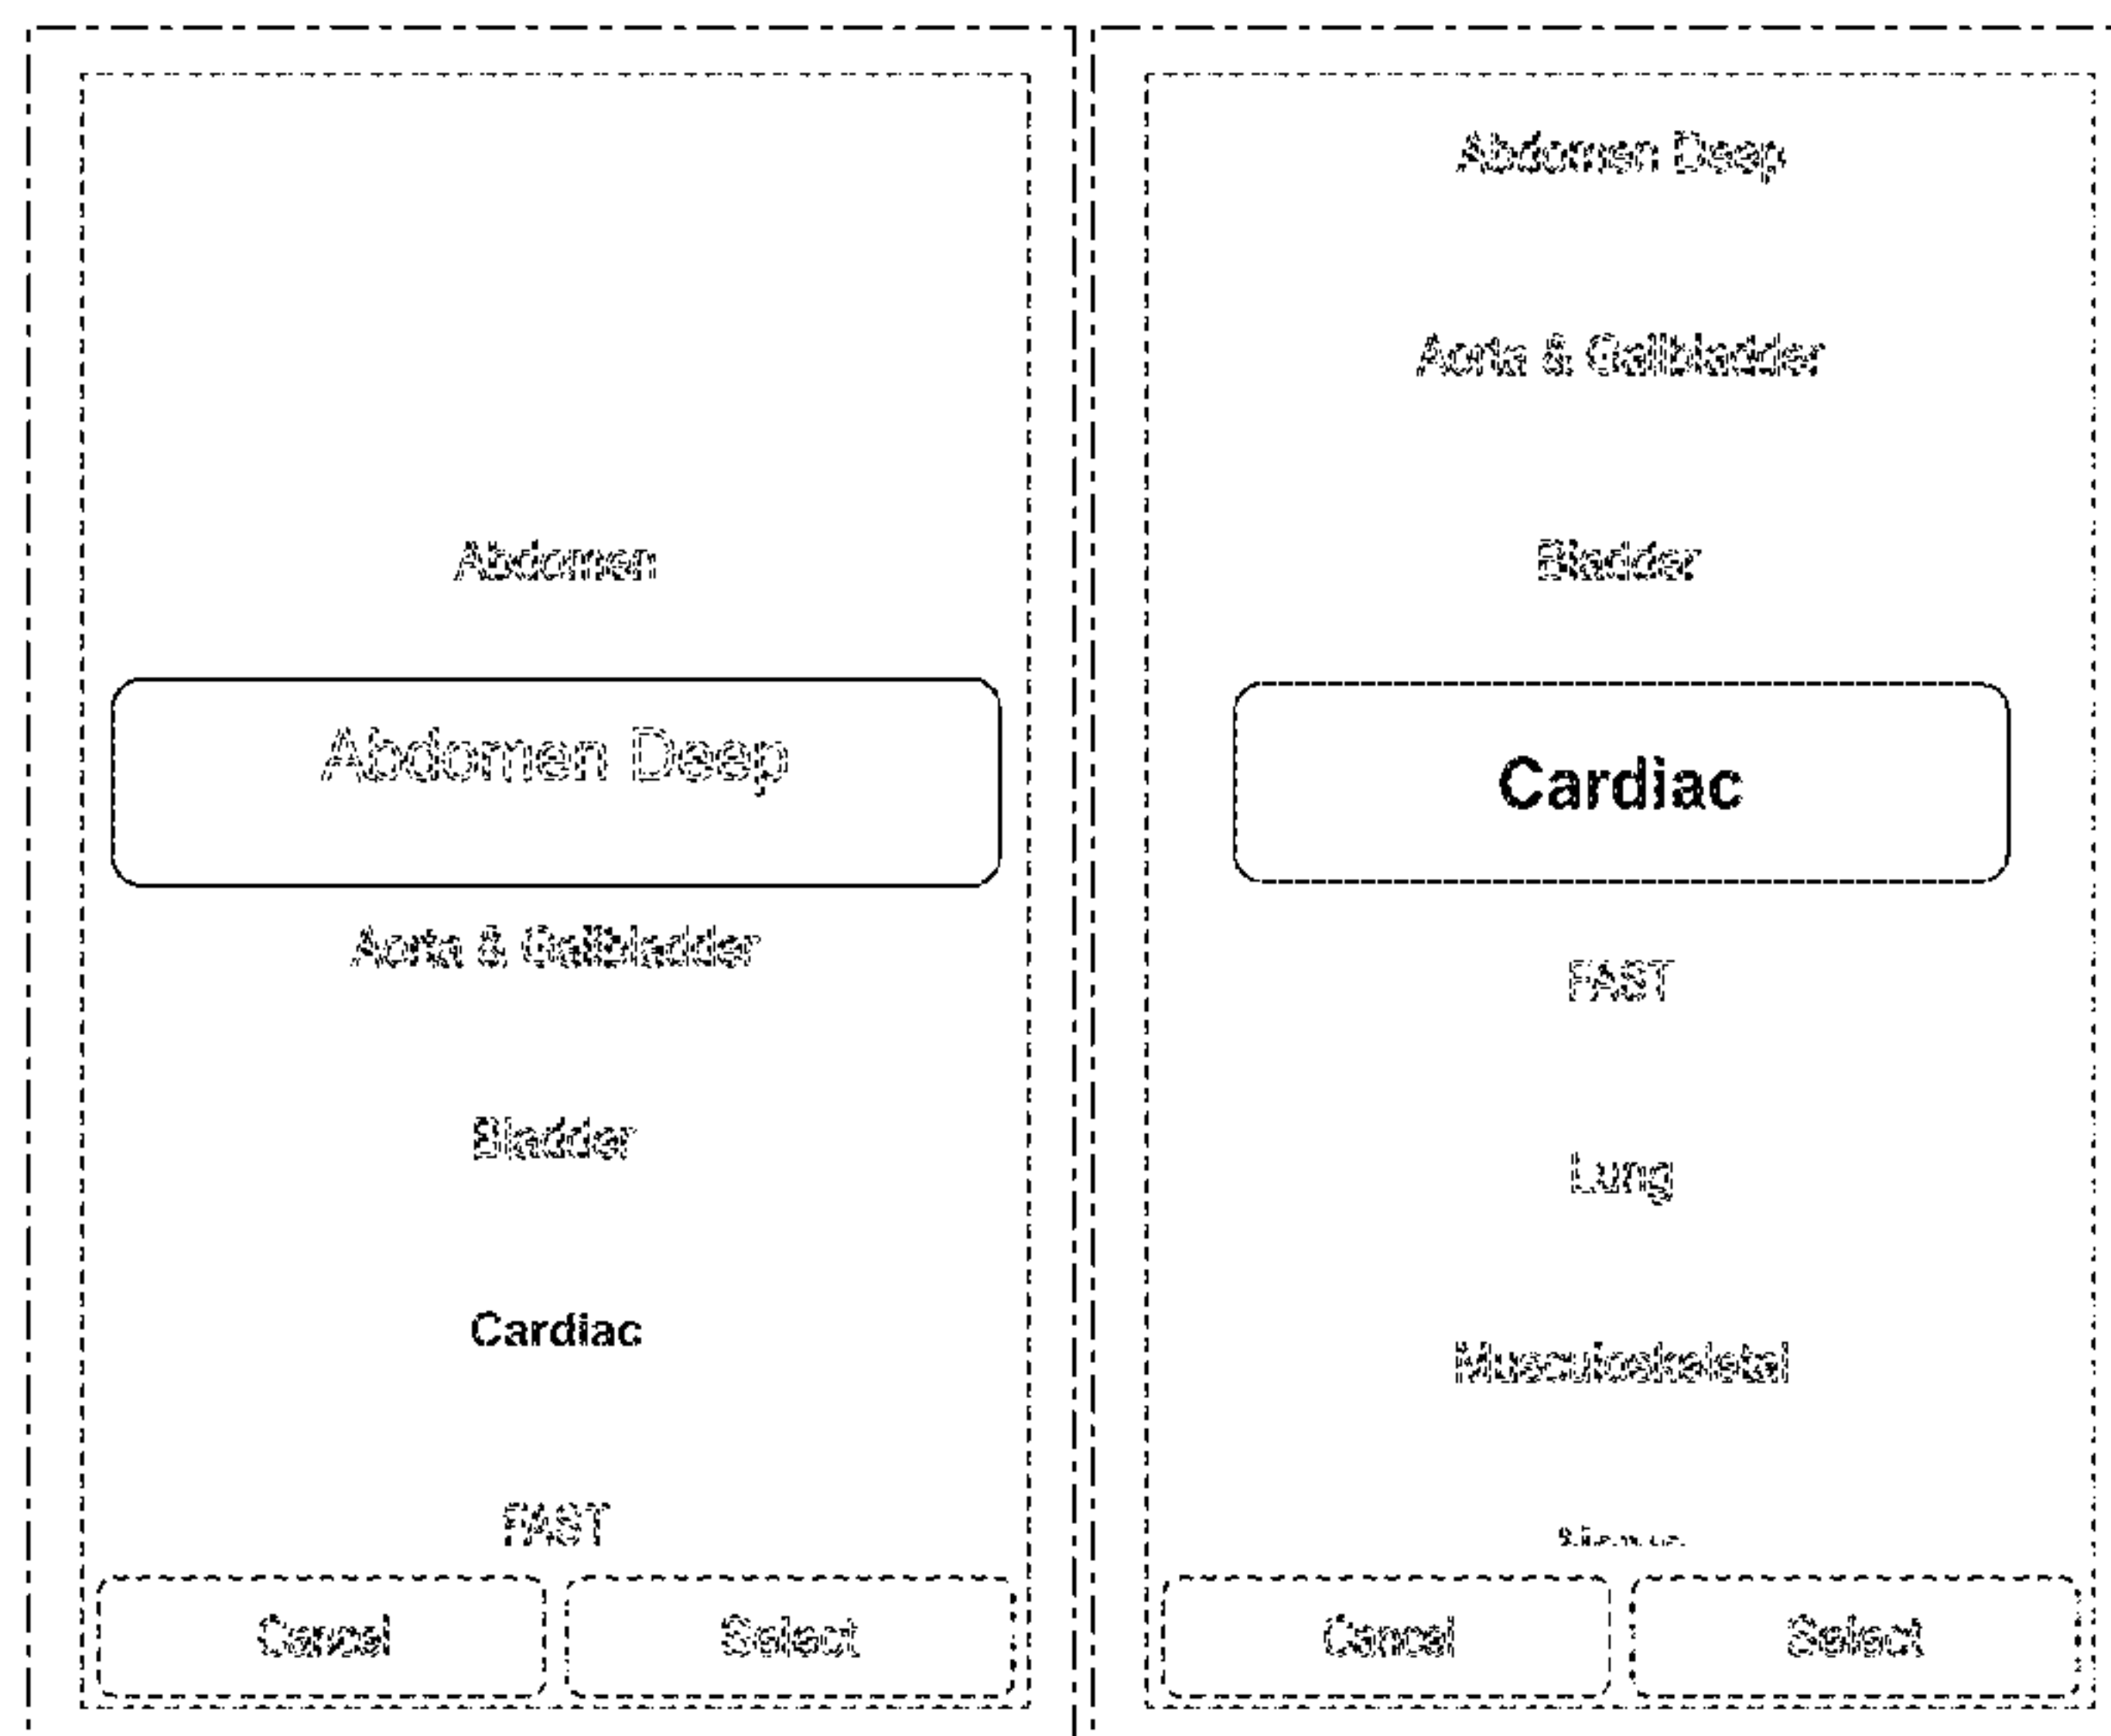 Abdomen
Abdomen Deep
Aorta & Gallbladder
Bladder
Cardiac
FAST
Cancel Select
Abdomen Deep
Aorta & Gallbladder
Bladder
Cardiac
FAST
Lung
Musculoskeletal
Cancel Select